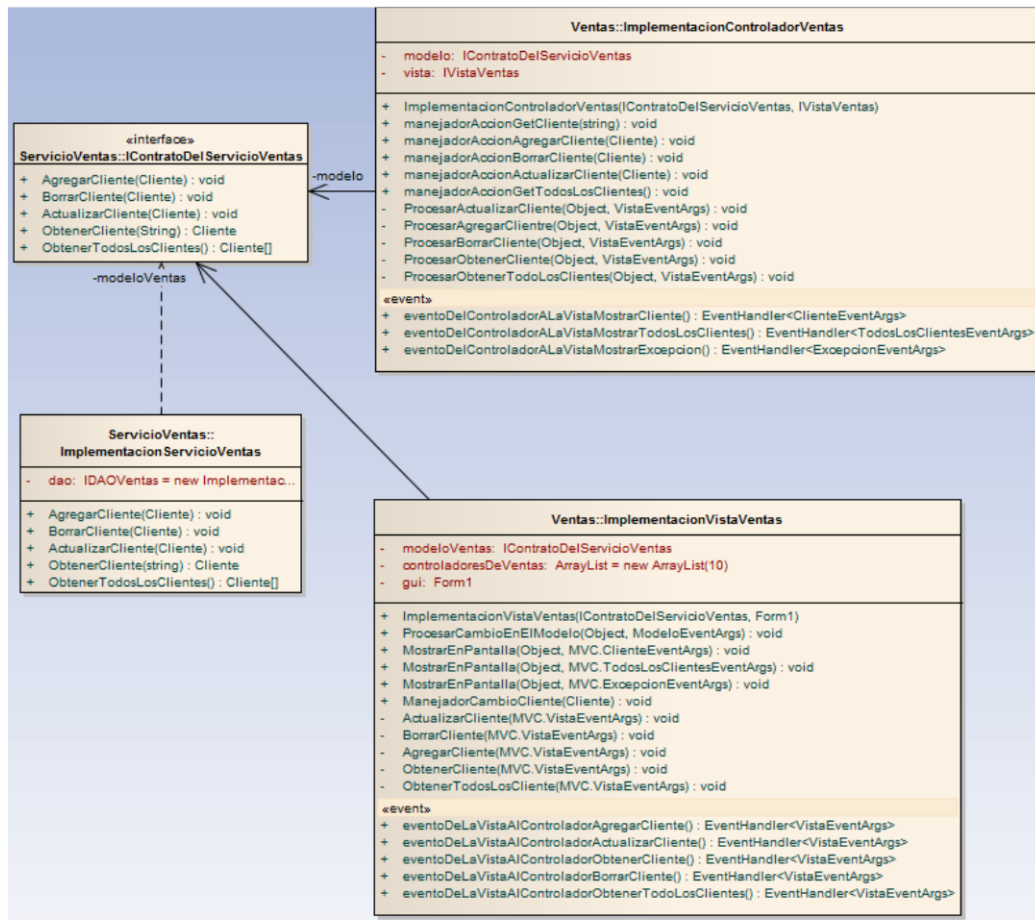 Ventas::ImplementacionControladorVentas
- modelo: IContratoDelServicioVentas
- vista: IVistaVentas
+ ImplementacionControladorVentas(IContratoDelServicioVentas, IVistaVentas)
+ manejadorAccionGetCliente(string) : void
+ manejadorAccionAgregarCliente(Cliente) : void
+ manejadorAccionBorrarCliente(Cliente) : void
+ manejadorAccionActualizarCliente(Cliente) : void
+ manejadorAccionGetTodosLosClientes() : void
- ProcesarActualizarCliente(Object, VistaEventArgs) : void
- ProcesarAgregarClientre(Object, VistaEventArgs) : void
- ProcesarBorrarCliente(Object, VistaEventArgs) : void
- ProcesarObtenerCliente(Object, VistaEventArgs) : void
- ProcesarObtenerTodoLosClientes(Object, VistaEventArgs) : void
«event»
+ eventoDelControladorALaVistaMostrarCliente() : EventHandler<ClienteEventArgs>
+ eventoDelControladorALaVistaMostrarTodosLosClientes() : EventHandler<TodosLosClientesEventArgs>
+ eventoDelControladorALaVistaMostrarExcepcion() : EventHandler<ExcepcionEventArgs>
«interface»
ServicioVentas::IContratoDelServicioVentas
+ AgregarCliente(Cliente) : void
+ BorrarCliente(Cliente) : void
+ ActualizarCliente(Cliente) : void
+ ObtenerCliente(String) : Cliente
+ ObtenerTodosLosClientes() : Cliente[]
-modelo
-modeloVentas
ServicioVentas::
ImplementacionServicioVentas
- dao: IDAOVentas = new Implementac...
+ AgregarCliente(Cliente) : void
+ BorrarCliente(Cliente) : void
+ ActualizarCliente(Cliente) : void
+ ObtenerCliente(string) : Cliente
+ ObtenerTodosLosClientes() : Cliente[]
Ventas::ImplementacionVistaVentas
- modeloVentas: IContratoDelServicioVentas
- controladoresDeVentas: ArrayList = new ArrayList(10)
- gui: Form1
+ ImplementacionVistaVentas(IContratoDelServicioVentas, Form1)
+ ProcesarCambioEnElModelo(Object, ModeloEventArgs) : void
+ MostrarEnPantalla(Object, MVC.ClienteEventArgs) : void
+ MostrarEnPantalla(Object, MVC.TodosLosClientesEventArgs) : void
+ MostrarEnPantalla(Object, MVC.ExcepcionEventArgs) : void
+ ManejadorCambioCliente(Cliente) : void
- ActualizarCliente(MVC.VistaEventArgs) : void
- BorrarCliente(MVC.VistaEventArgs) : void
- AgregarCliente(MVC.VistaEventArgs) : void
- ObtenerCliente(MVC.VistaEventArgs) : void
- ObtenerTodosLosCliente(MVC.VistaEventArgs) : void
«event»
+ eventoDeLaVistaAlControladorAgregarCliente() : EventHandler<VistaEventArgs>
+ eventoDeLaVistaAlControladorActualizarCliente() : EventHandler<VistaEventArgs>
+ eventoDeLaVistaAlControladorObtenerCliente() : EventHandler<VistaEventArgs>
+ eventoDeLaVistaAlControladorBorrarCliente() : EventHandler<VistaEventArgs>
+ eventoDeLaVistaAlControladorObtenerTodoLosClientes() : EventHandler<VistaEventArgs>